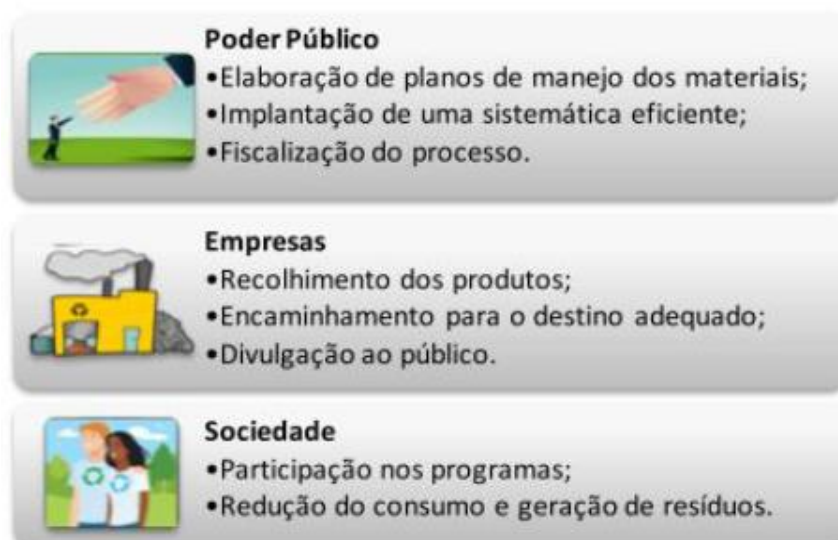 Poder Público
•Elaboração de planos de manejo dos materiais;
•Implantação de uma sistemática eficiente;
•Fiscalização do processo.
Empresas
•Recolhimento dos produtos;
•Encaminhamento para o destino adequado;
•Divulgação ao público.
Sociedade
•Participação nos programas;
•Redução do consumo e geração de resíduos.